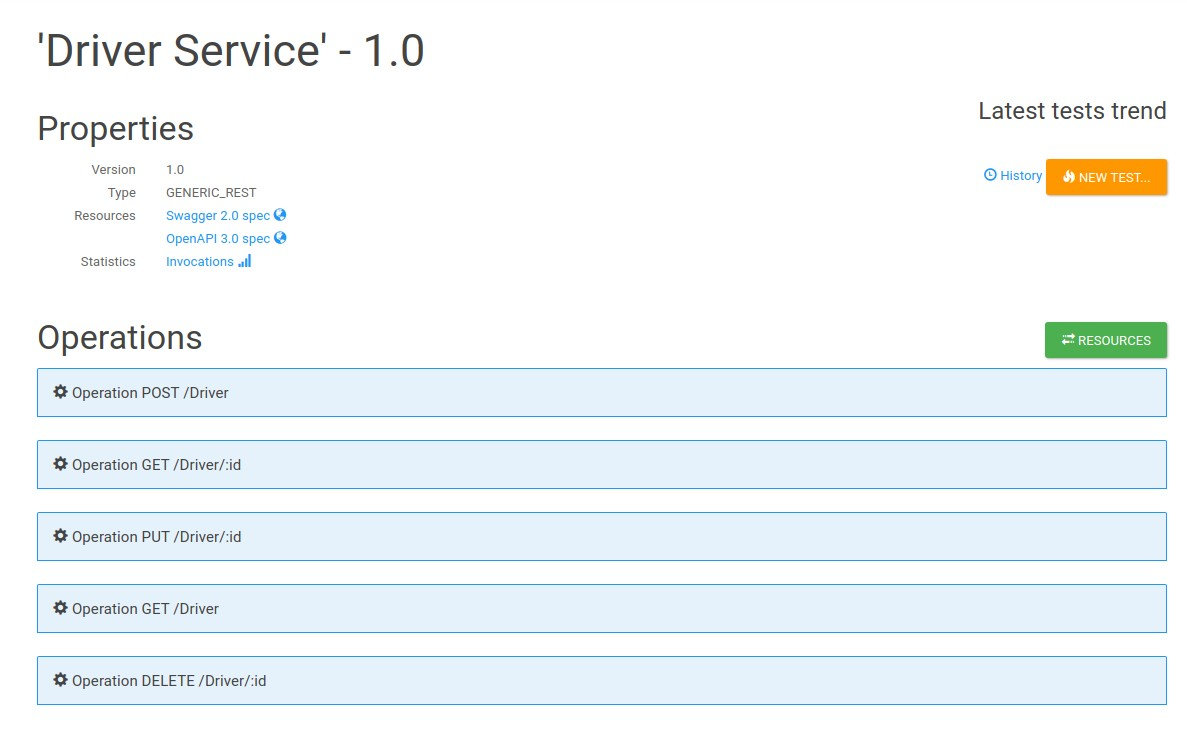 'Driver Service' - 1.0
Latest tests trend
Properties
Version 1.0
History NEW TEST...
Type GENERIC_REST
Resources Swagger 2.0 spec
OpenAPI 3.0 spec
Statistics Invocations
Operations
RESOURCES
Operation POST /Driver
Operation GET /Driver/:id
Operation PUT /Driver/:id
Operation GET /Driver
Operation DELETE /Driver/:id